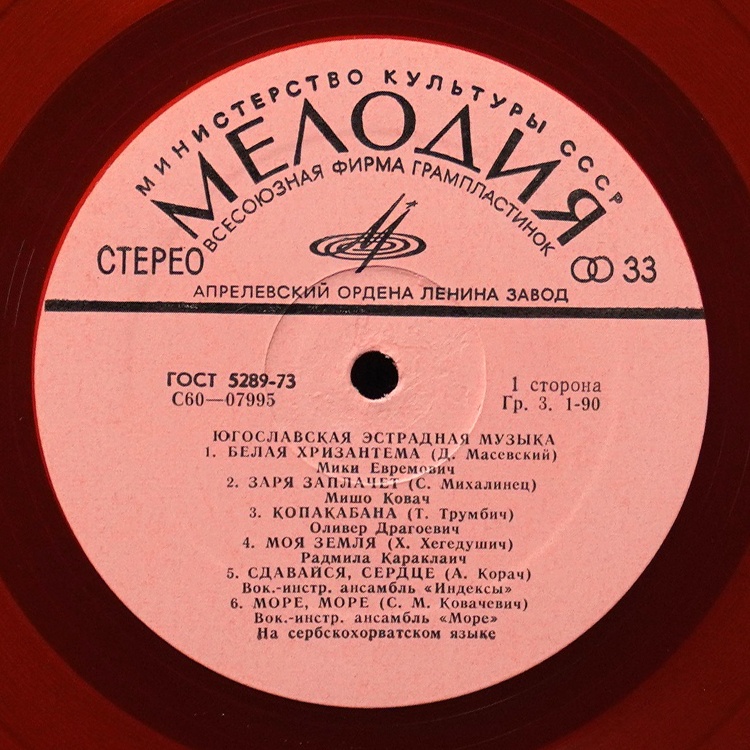 МИНИСТЕРСТВО КУЛЬТУРЫ СССР
МЕЛОДИЯ
ВСЕСОЮЗНАЯ ФИРМА ГРАМПЛАСТИНОК
СТЕРЕО
33
АПРЕЛЕВСКИЙ ОРДЕНА ЛЕНИНА ЗАВОД
ГОСТ 5289-73
С60—07995
1 сторона
Гр. 3. 1-90
ЮГОСЛАВСКАЯ ЭСТРАДНАЯ МУЗЫКА
1. БЕЛАЯ ХРИЗАНТЕМА (Д. Масевский)
Мики Евремович
2. ЗАРЯ ЗАПЛАЧЕТ (С. Михалинец)
Мишо Ковач
3. КОПАКАБАНА (Т. Трумбич)
Оливер Драгоевич
4. МОЯ ЗЕМЛЯ (Х. Хегедушич)
Радмила Караклаич
5. СДАВАЙСЯ, СЕРДЦЕ (А. Корач)
Вок.-инстр. ансамбль «Индексы»
6. МОРЕ, МОРЕ (С. М. Ковачевич)
Вок.-инстр. ансамбль «Море»
На сербскохорватском языке